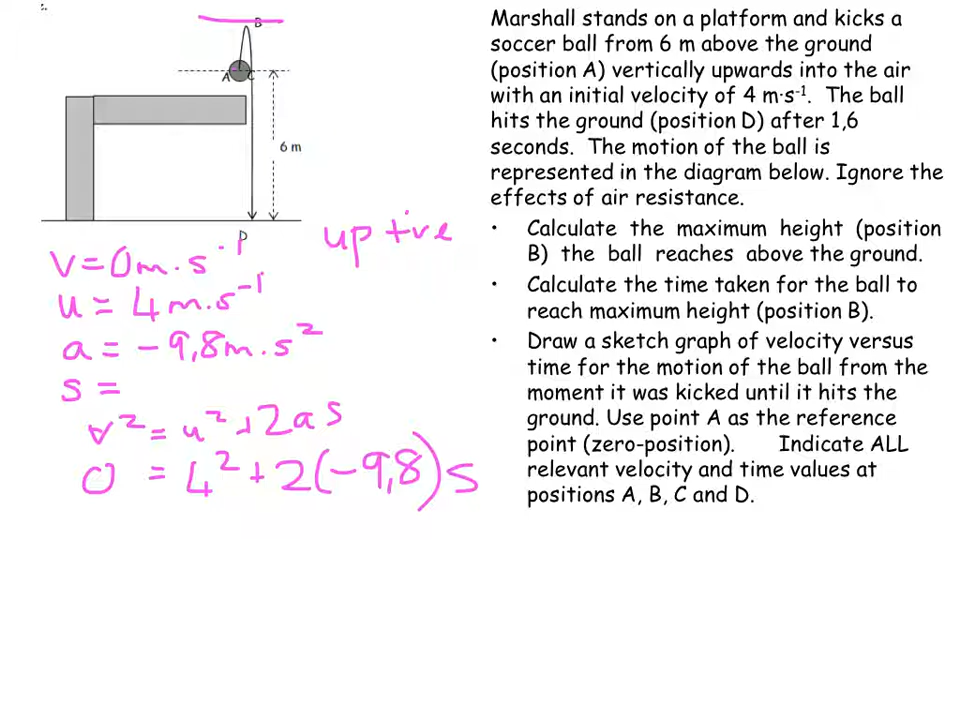 B
A C
6 m
D
up +ive
v = 0m·s⁻¹
u = 4m·s⁻¹
a = -9,8m·s²
s =
v² = u² + 2as
0 = 4² + 2(-9,8)s
Marshall stands on a platform and kicks a
soccer ball from 6 m above the ground
(position A) vertically upwards into the air
with an initial velocity of 4 m·s⁻¹. The ball
hits the ground (position D) after 1,6
seconds. The motion of the ball is
represented in the diagram below. Ignore the
effects of air resistance.
• Calculate the maximum height (position
B) the ball reaches above the ground.
• Calculate the time taken for the ball to
reach maximum height (position B).
• Draw a sketch graph of velocity versus
time for the motion of the ball from the
moment it was kicked until it hits the
ground. Use point A as the reference
point (zero-position). Indicate ALL
relevant velocity and time values at
positions A, B, C and D.